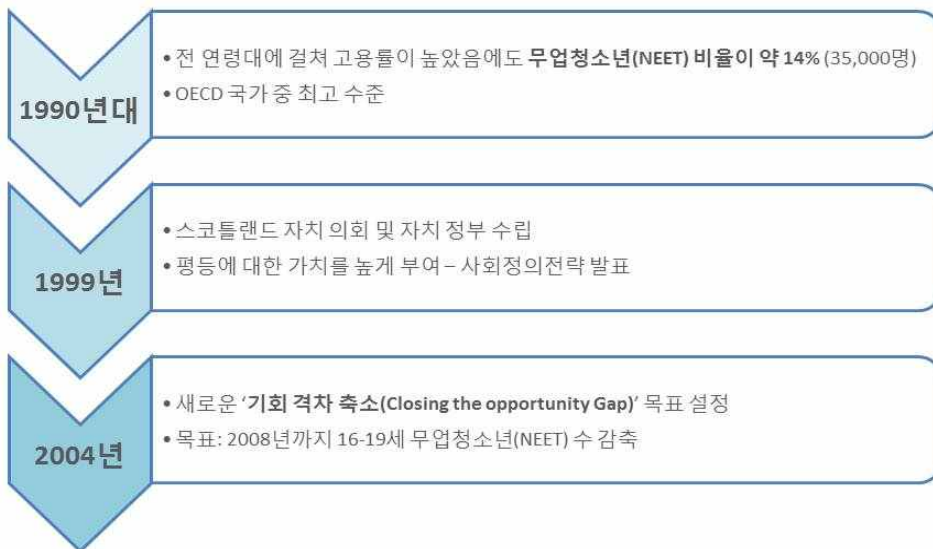 1990년대
• 전 연령대에 걸쳐 고용률이 높았음에도 무업청소년(NEET) 비율이 약 14% (35,000명)
• OECD 국가 중 최고 수준
1999년
• 스코틀랜드 자치 의회 및 자치 정부 수립
• 평등에 대한 가치를 높게 부여 – 사회정의전략 발표
2004년
• 새로운 ‘기회 격차 축소(Closing the opportunity Gap)’ 목표 설정
• 목표: 2008년까지 16-19세 무업청소년(NEET) 수 감축